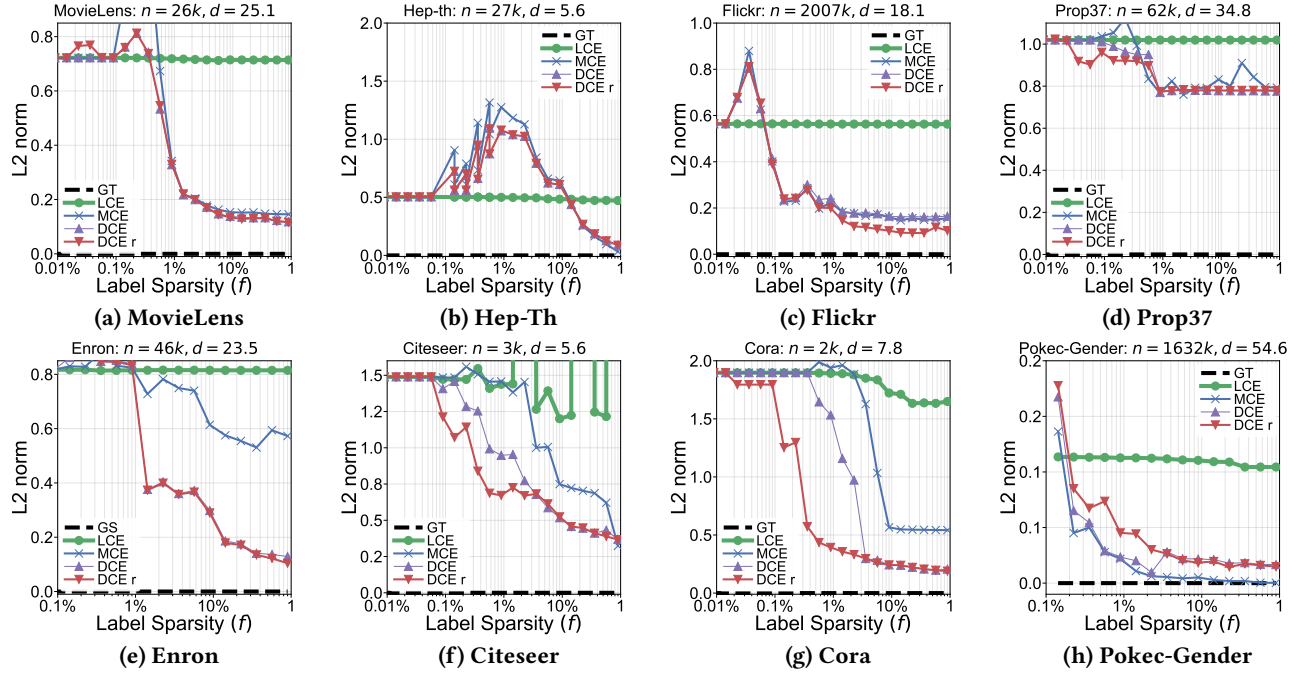 MovieLens: n = 26k, d = 25.1
L2 norm
0.8
0.6
0.4
0.2
0.0
GT
LCE
MCE
DCE
DCE r
0.01% 0.1% 1% 10% 1
Label Sparsity (f)
(a) MovieLens
Hep-th: n = 27k, d = 5.6
L2 norm
2.0
1.5
1.0
0.5
0.0
GT
LCE
MCE
DCE
DCE r
0.01% 0.1% 1% 10% 1
Label Sparsity (f)
(b) Hep-Th
Flickr: n = 2007k, d = 18.1
L2 norm
1.0
0.8
0.6
0.4
0.2
0.0
GT
LCE
MCE
DCE
DCE r
0.01% 0.1% 1% 10% 1
Label Sparsity (f)
(c) Flickr
Prop37: n = 62k, d = 34.8
L2 norm
1.0
0.8
0.6
0.4
0.2
0.0
GT
LCE
MCE
DCE
DCE r
0.01% 0.1% 1% 10% 1
Label Sparsity (f)
(d) Prop37
Enron: n = 46k, d = 23.5
L2 norm
0.8
0.6
0.4
0.2
0.0
GS
LCE
MCE
DCE
DCE r
0.1% 1% 10% 1
Label Sparsity (f)
(e) Enron
Citeseer: n = 3k, d = 5.6
L2 norm
1.5
1.2
1.0
0.8
0.5
0.2
0.0
GT
LCE
MCE
DCE
DCE r
0.01% 0.1% 1% 10% 1
Label Sparsity (f)
(f) Citeseer
Cora: n = 2k, d = 7.8
L2 norm
2.0
1.5
1.0
0.5
0.0
GT
LCE
MCE
DCE
DCE r
0.01% 0.1% 1% 10% 1
Label Sparsity (f)
(g) Cora
Pokec-Gender: n = 1632k, d = 54.6
L2 norm
0.2
0.2
0.1
0.1
0.0
GT
LCE
MCE
DCE
DCE r
0.1% 1% 10% 1
Label Sparsity (f)
(h) Pokec-Gender